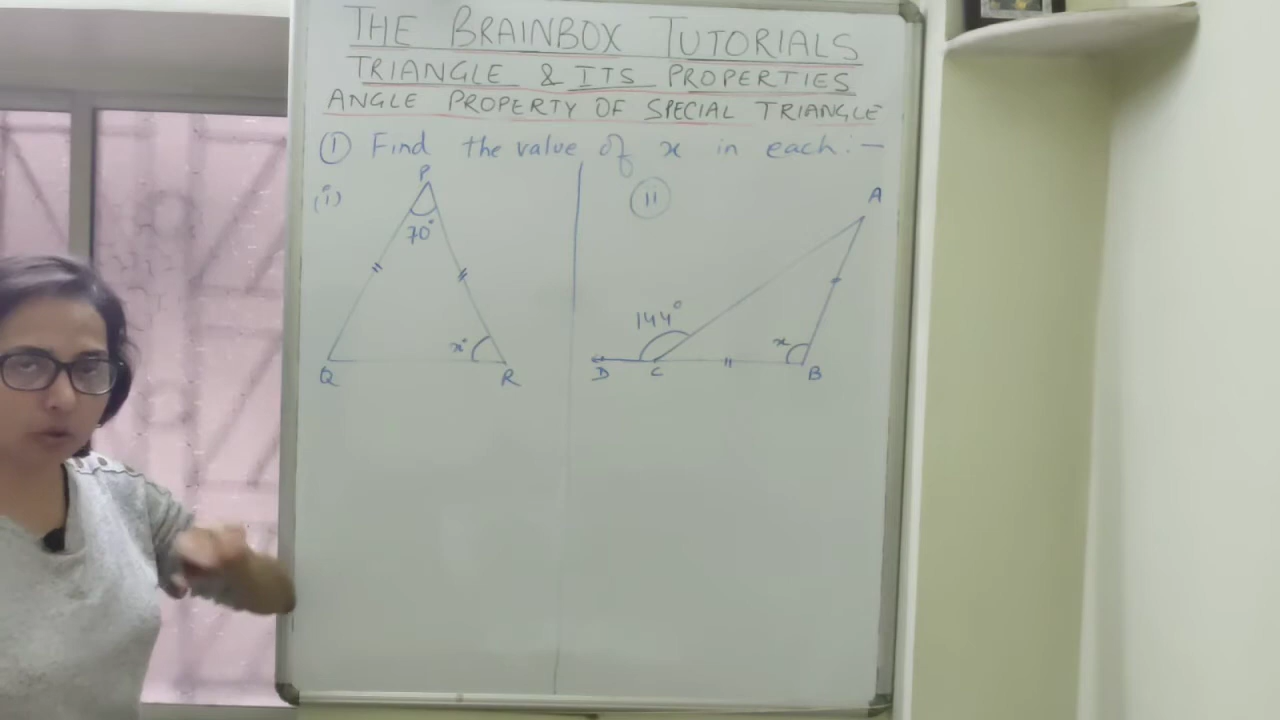 THE BRAINBOX TUTORIALS
TRIANGLE & ITS PROPERTIES
ANGLE PROPERTY OF SPECIAL TRIANGLE
① Find the value of x in each :-
(i)
P
70°
x°
Q
R
II
A
144°
x
D
C
B